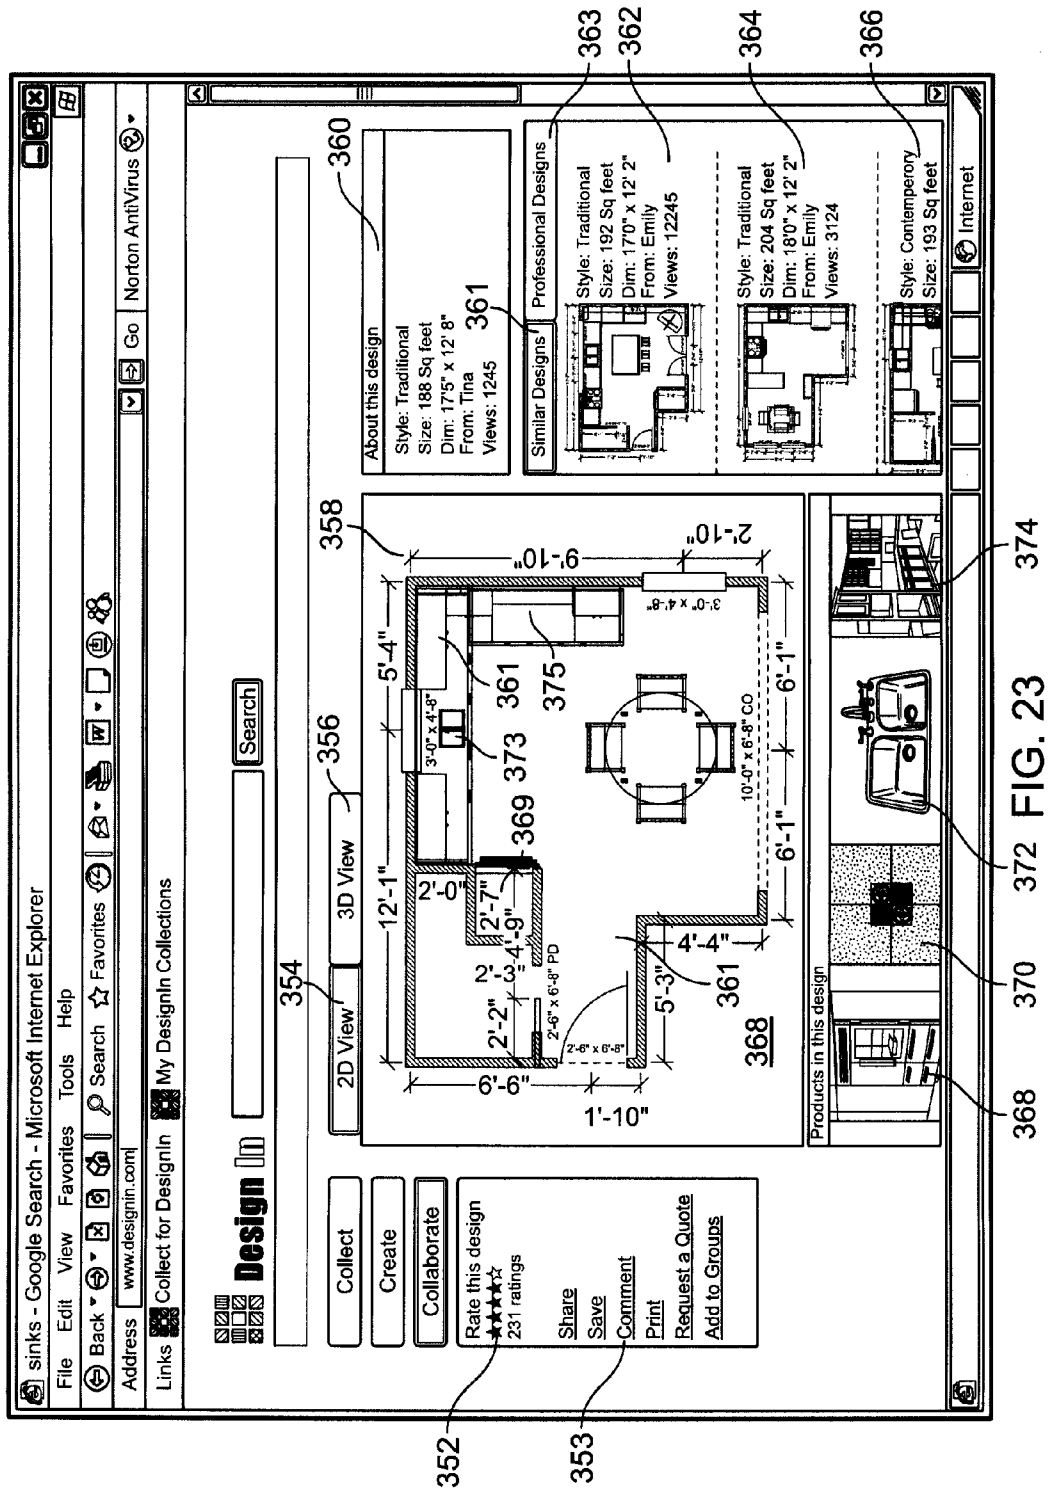 sinks - Google Search - Microsoft Internet Explorer
File Edit View Favorites Tools Help
Back Search Favorites
Address www.designin.com Go Norton AntiVirus
Links Collect for DesignIn My DesignIn Collections
Design In
Search
354
356
Collect
Create
Collaborate
2D View
3D View
352
Rate this design
231 ratings
353
Share
Save
Comment
Print
Request a Quote
Add to Groups
358
12'-1"
5'-4"
3'-0" x 4'-8"
2'-0"
361
373
369
375
6'-6"
2'-7"
4'-9"
2'-3"
2'-2"
2'-6" x 6'-8" PD
2'-6" x 6'-8"
1'-10"
9'-10"
2'-10"
3'-0" x 4'-8"
361
5'-3"
4'-4"
10'-0" x 6'-8" CO
6'-1"
6'-1"
368
Products in this design
368
370
372
374
360
About this design
Style: Traditional
Size: 188 Sq feet
Dim: 17'5" x 12' 8"
From: Tina
Views: 1245
361
363
Similar Designs
Professional Designs
Style: Traditional
Size: 192 Sq feet
Dim: 17'0" x 12' 2"
From: Emily
Views: 12245
362
Style: Traditional
Size: 204 Sq feet
Dim: 18'0" x 12' 2"
From: Emily
Views: 3124
364
Style: Contemperory
Size: 193 Sq feet
366
Internet
FIG. 23